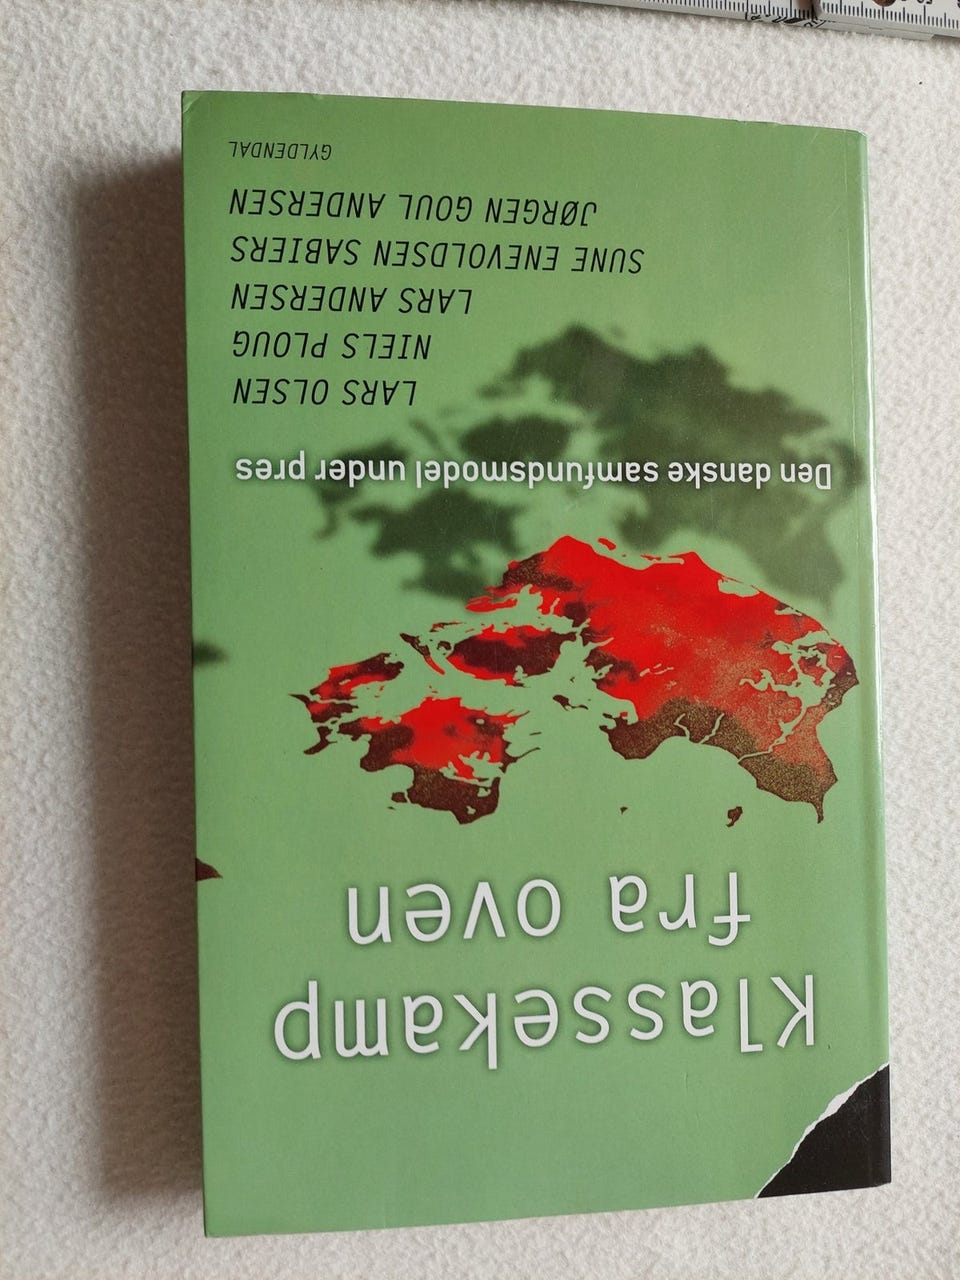 Klassekamp
fra oven
Den danske samfundsmodel under pres
LARS OLSEN
NIELS PLOUG
LARS ANDERSEN
SUNE ENEVOLDSEN SABIERS
JØRGEN GOUL ANDERSEN
GYLDENDAL